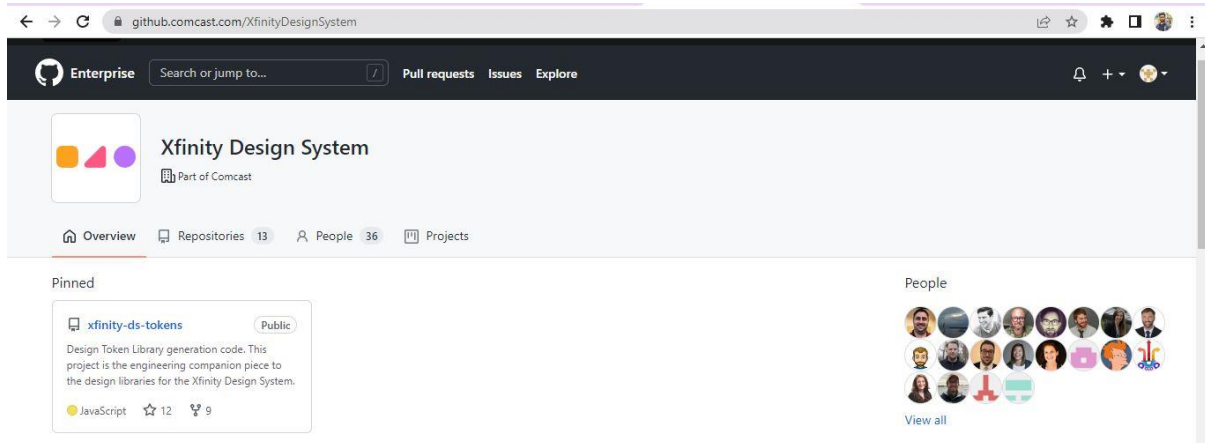 github.comcast.com/XfinityDesignSystem
Enterprise Search or jump to... / Pull requests Issues Explore
Xfinity Design System
Part of Comcast
Overview Repositories 13 People 36 Projects
Pinned
People
xfinity-ds-tokens Public
Design Token Library generation code. This
project is the engineering companion piece to
the design libraries for the Xfinity Design System.
JavaScript 12 9
View all